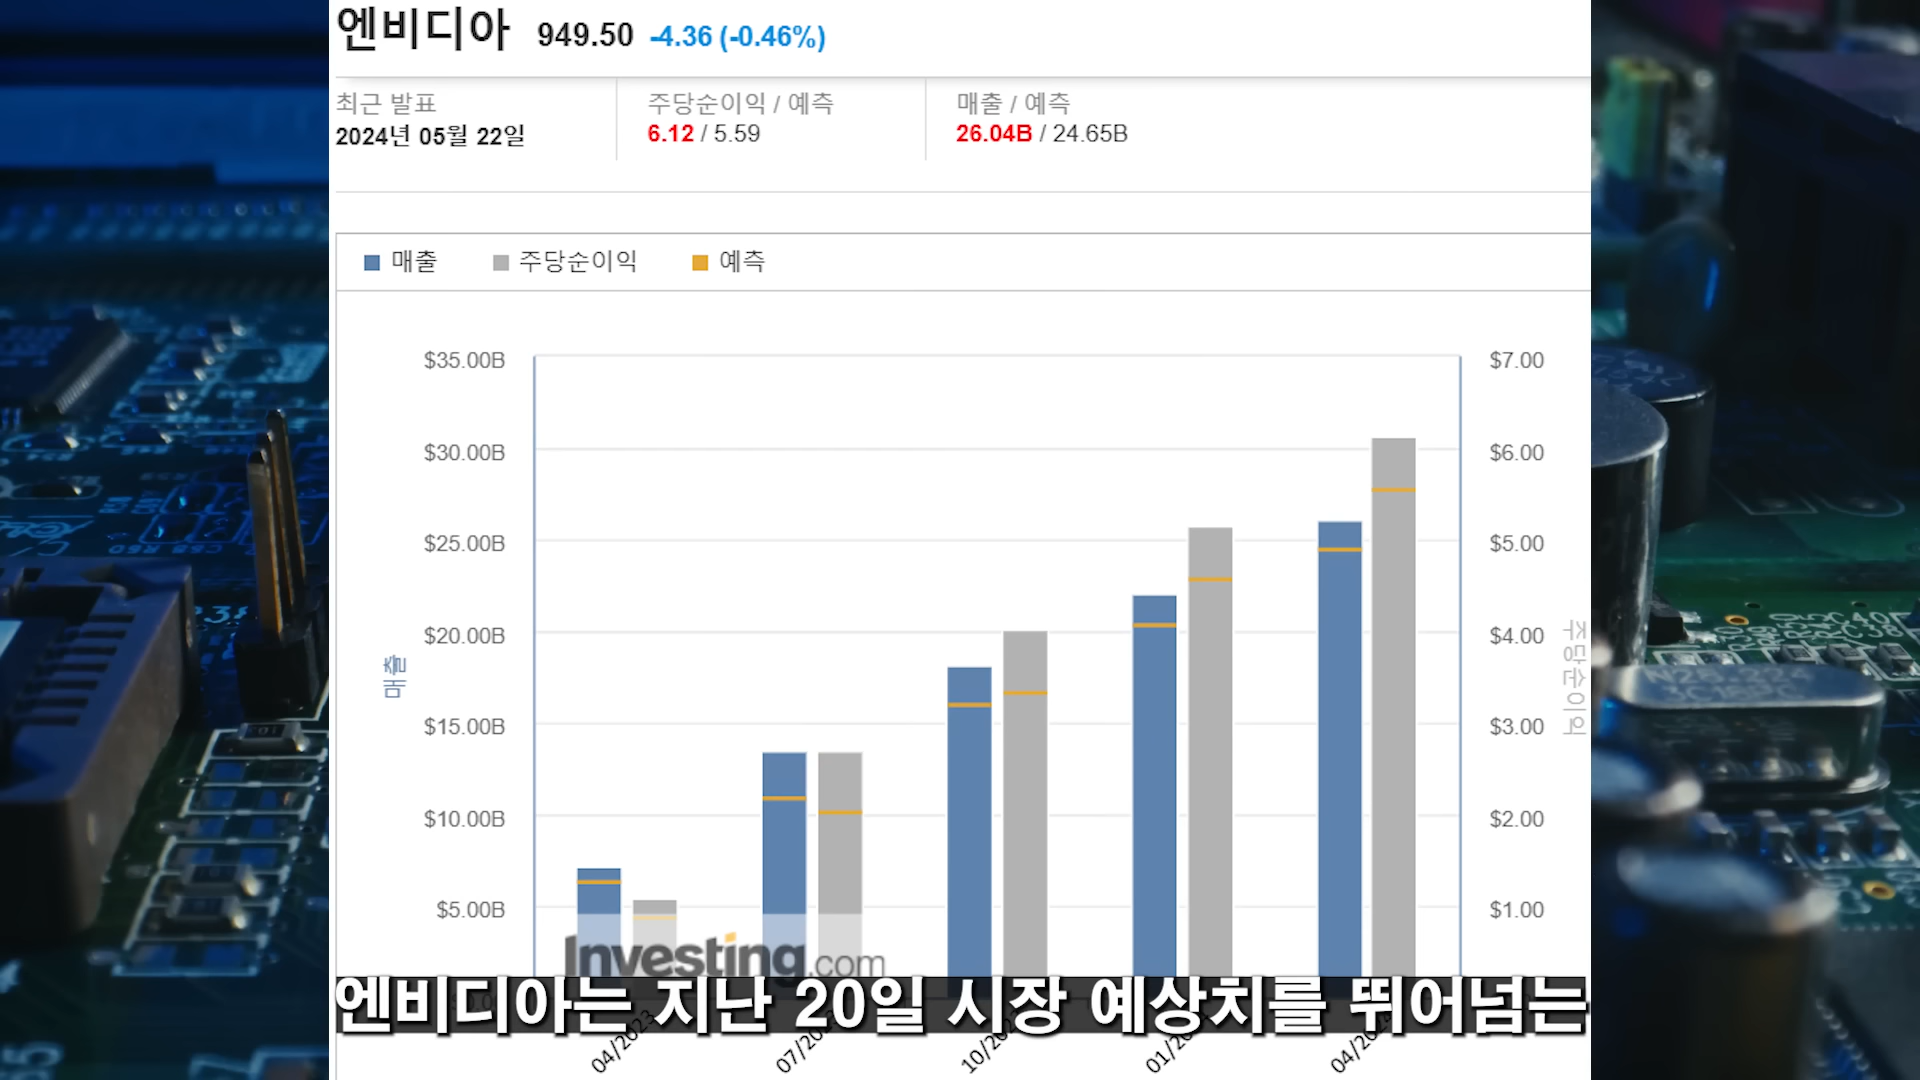 엔비디아 949.50 -4.36 (-0.46%)
최근 발표 주당순이익 / 예측 매출 / 예측
2024년 05월 22일 6.12 / 5.59 26.04B / 24.65B
매출 주당순이익 예측
$35.00B $7.00
$30.00B $6.00
$25.00B $5.00
$20.00B $4.00
매출
주당순이익
$15.00B $3.00
$10.00B $2.00
$5.00B $1.00
Investing.com
엔비디아는 지난 20일 시장 예상치를 뛰어넘는